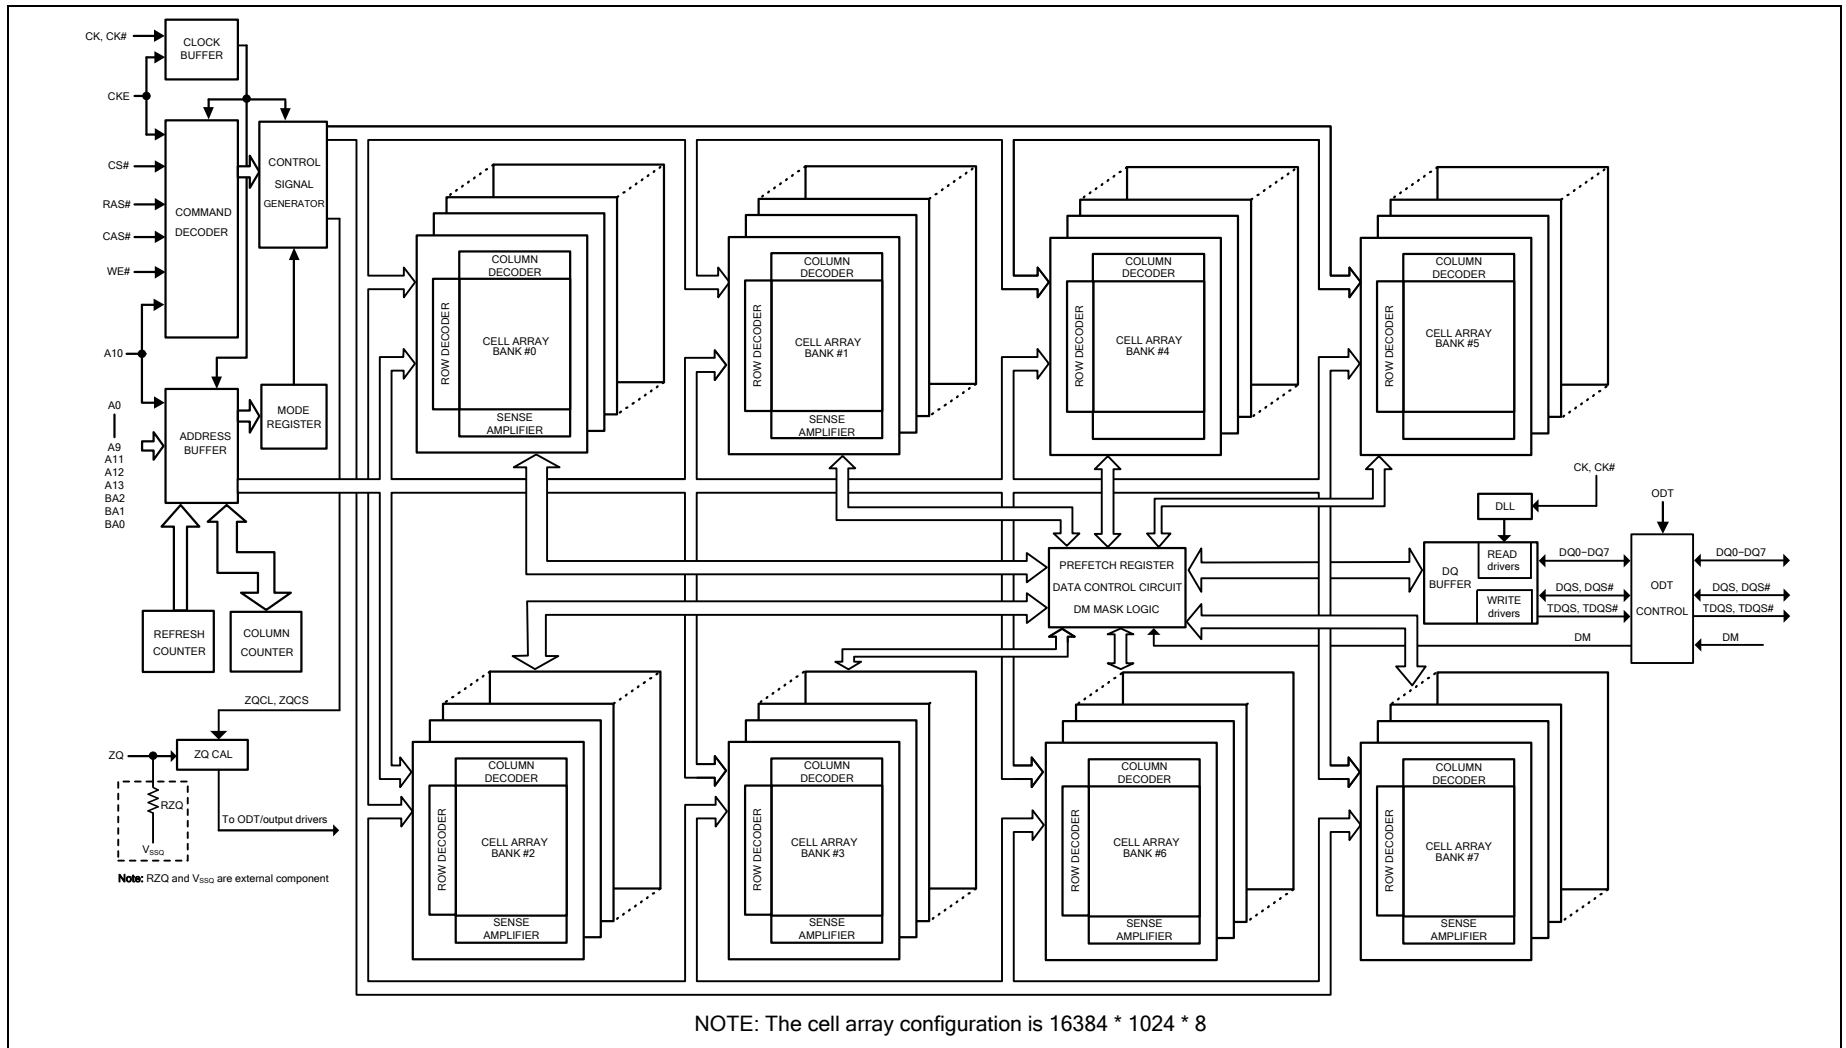 CK, CK#
CLOCK
BUFFER
CKE
CS#
RAS#
CAS#
WE#
COMMAND
DECODER
CONTROL
SIGNAL
GENERATOR
A10
A0
A9
A11
A12
A13
BA2
BA1
BA0
ADDRESS
BUFFER
MODE
REGISTER
REFRESH
COUNTER
COLUMN
COUNTER
ZQCL, ZQCS
ZQ
ZQ CAL
RZQ
VSSQ
To ODT/output drivers
Note: RZQ and VSSQ are external component
COLUMN
DECODER
ROW DECODER
CELL ARRAY
BANK #0
SENSE
AMPLIFIER
COLUMN
DECODER
ROW DECODER
CELL ARRAY
BANK #1
SENSE
AMPLIFIER
COLUMN
DECODER
ROW DECODER
CELL ARRAY
BANK #4
COLUMN
DECODER
ROW DECODER
CELL ARRAY
BANK #5
PREFETCH REGISTER
DATA CONTROL CIRCUIT
DM MASK LOGIC
CK, CK#
DLL
ODT
DQ
BUFFER
READ
drivers
WRITE
drivers
DQ0−DQ7
DQS, DQS#
TDQS, TDQS#
DM
ODT
CONTROL
DQ0−DQ7
DQS, DQS#
TDQS, TDQS#
DM
COLUMN
DECODER
ROW DECODER
CELL ARRAY
BANK #2
SENSE
AMPLIFIER
COLUMN
DECODER
ROW DECODER
CELL ARRAY
BANK #3
SENSE
AMPLIFIER
COLUMN
DECODER
ROW DECODER
CELL ARRAY
BANK #6
SENSE
AMPLIFIER
COLUMN
DECODER
ROW DECODER
CELL ARRAY
BANK #7
SENSE
AMPLIFIER
NOTE: The cell array configuration is 16384 * 1024 * 8